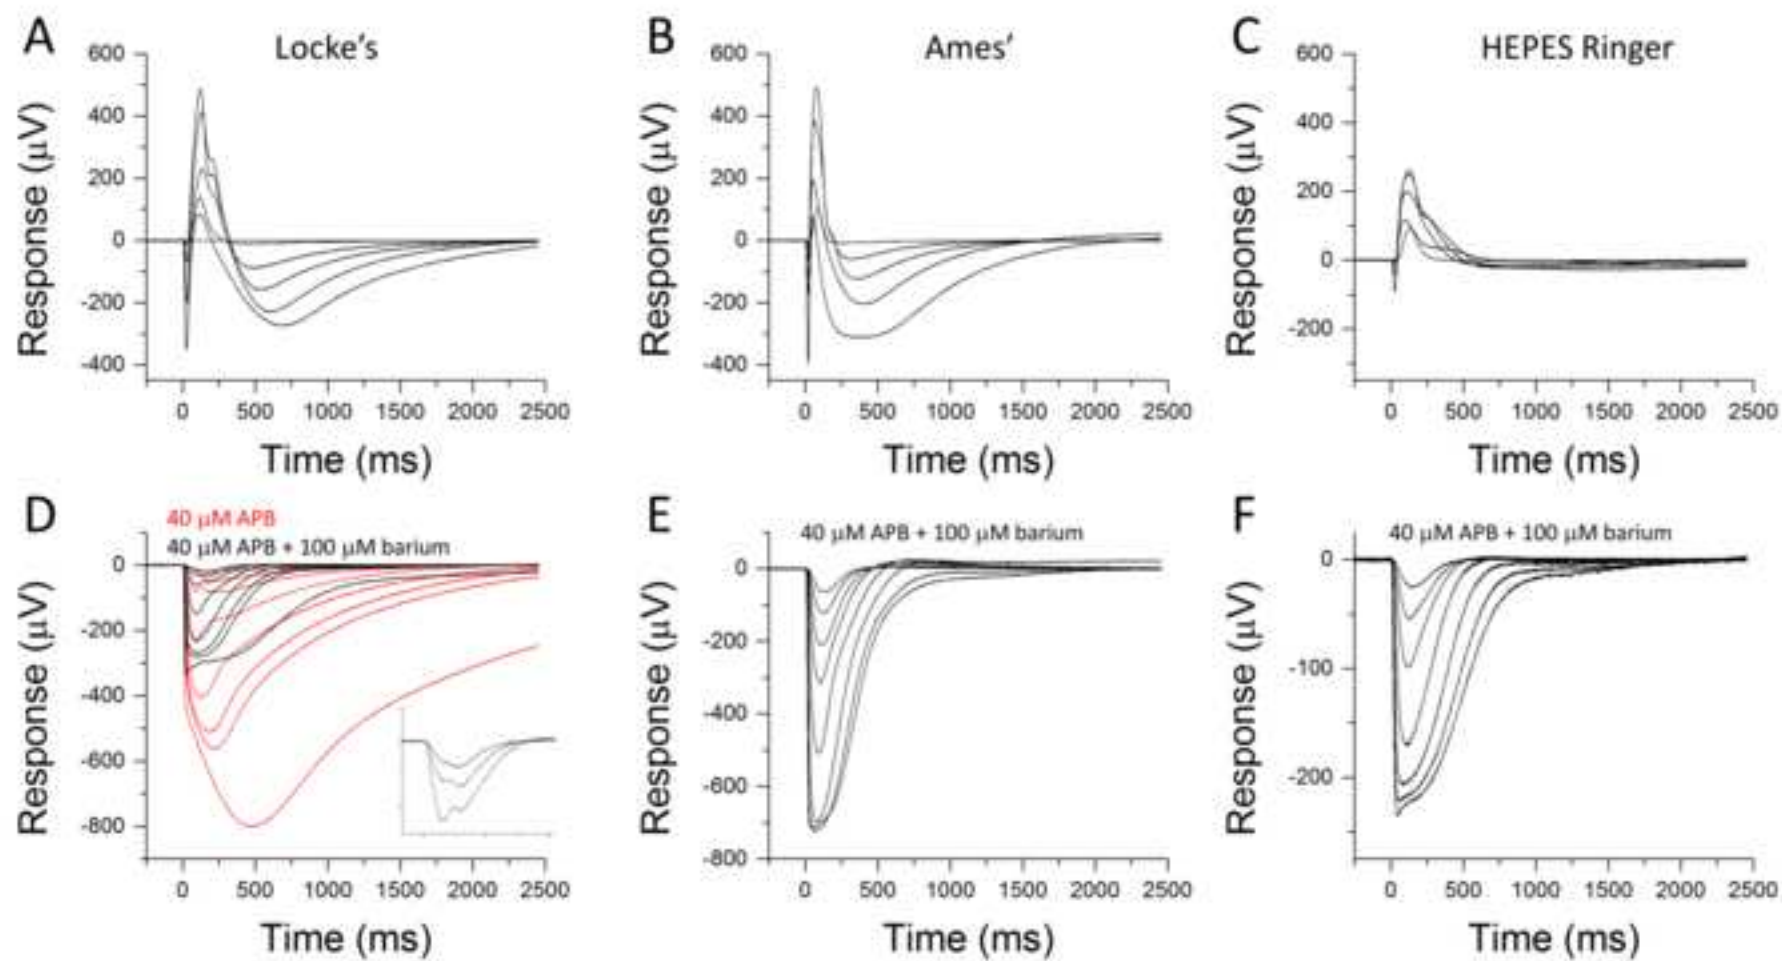 A
Locke's
600
400
200
0
-200
-400
Response (µV)
0 500 1000 1500 2000 2500
Time (ms)
B
Ames'
600
400
200
0
-200
-400
Response (µV)
0 500 1000 1500 2000 2500
Time (ms)
C
HEPES Ringer
600
400
200
0
-200
Response (µV)
0 500 1000 1500 2000 2500
Time (ms)
D
40 µM APB
40 µM APB + 100 µM barium
0
-200
-400
-600
-800
Response (µV)
0 500 1000 1500 2000 2500
Time (ms)
E
40 µM APB + 100 µM barium
0
-200
-400
-600
-800
Response (µV)
0 500 1000 1500 2000 2500
Time (ms)
F
40 µM APB + 100 µM barium
0
-100
-200
Response (µV)
0 500 1000 1500 2000 2500
Time (ms)